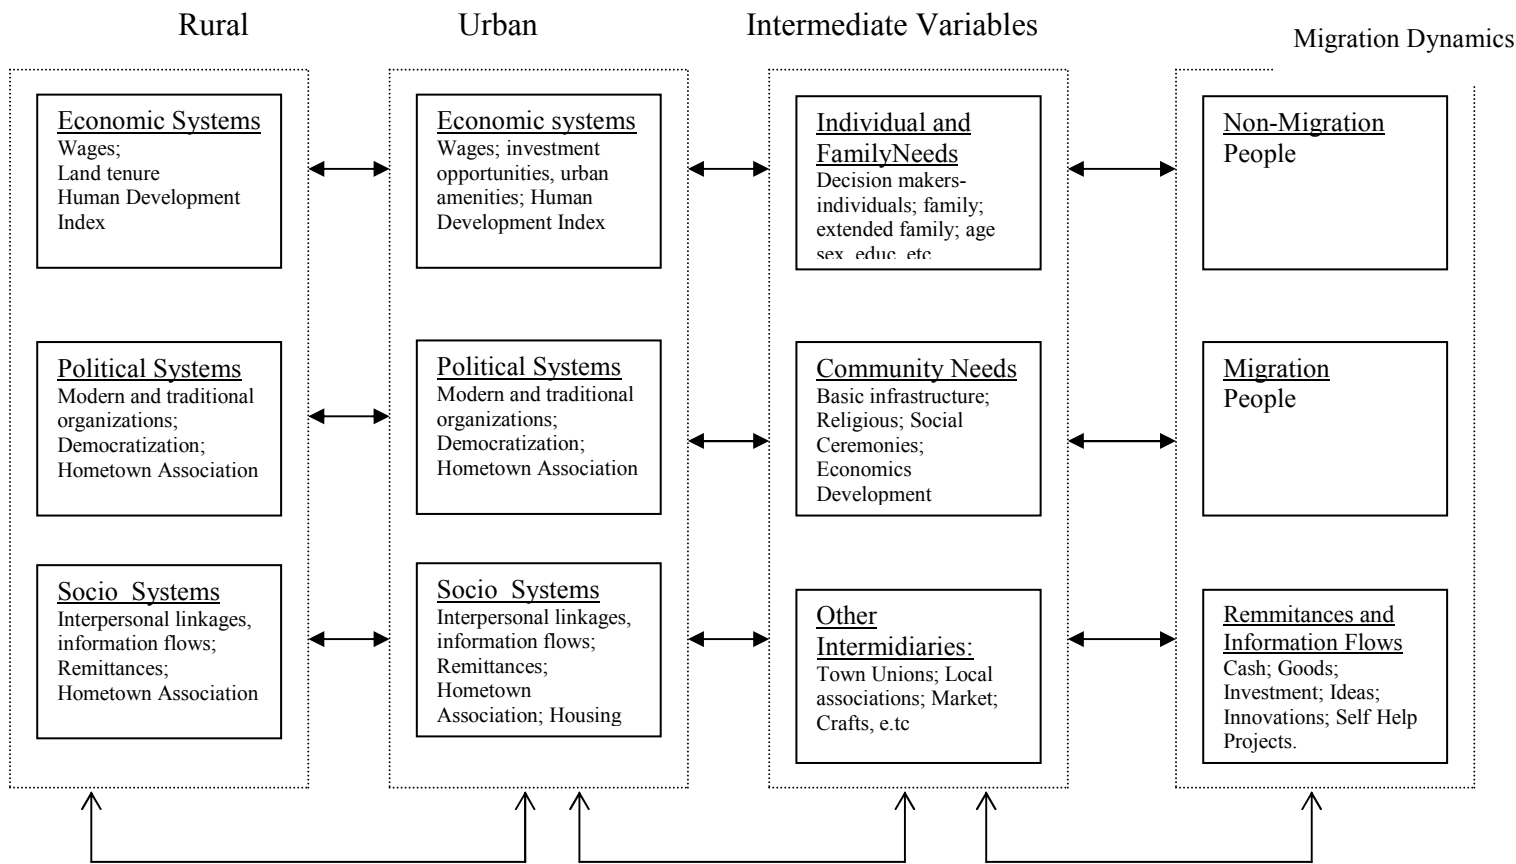 Rural
Urban
Intermediate Variables
Migration Dynamics
Economic Systems
Wages;
Land tenure
Human Development
Index
Economic systems
Wages; investment
opportunities, urban
amenities; Human
Development Index
Individual and
FamilyNeeds
Decision makers-
individuals; family;
extended family; age
sex, educ, etc
Non-Migration
People
Political Systems
Modern and traditional
organizations;
Democratization;
Hometown Association
Political Systems
Modern and traditional
organizations;
Democratization;
Hometown Association
Community Needs
Basic infrastructure;
Religious; Social
Ceremonies;
Economics
Development
Migration
People
Socio Systems
Interpersonal linkages,
information flows;
Remittances;
Hometown Association
Socio Systems
Interpersonal linkages,
information flows;
Remittances;
Hometown
Association; Housing
Other
Intermidiaries:
Town Unions; Local
associations; Market;
Crafts, e.tc
Remmitances and
Information Flows
Cash; Goods;
Investment; Ideas;
Innovations; Self Help
Projects.